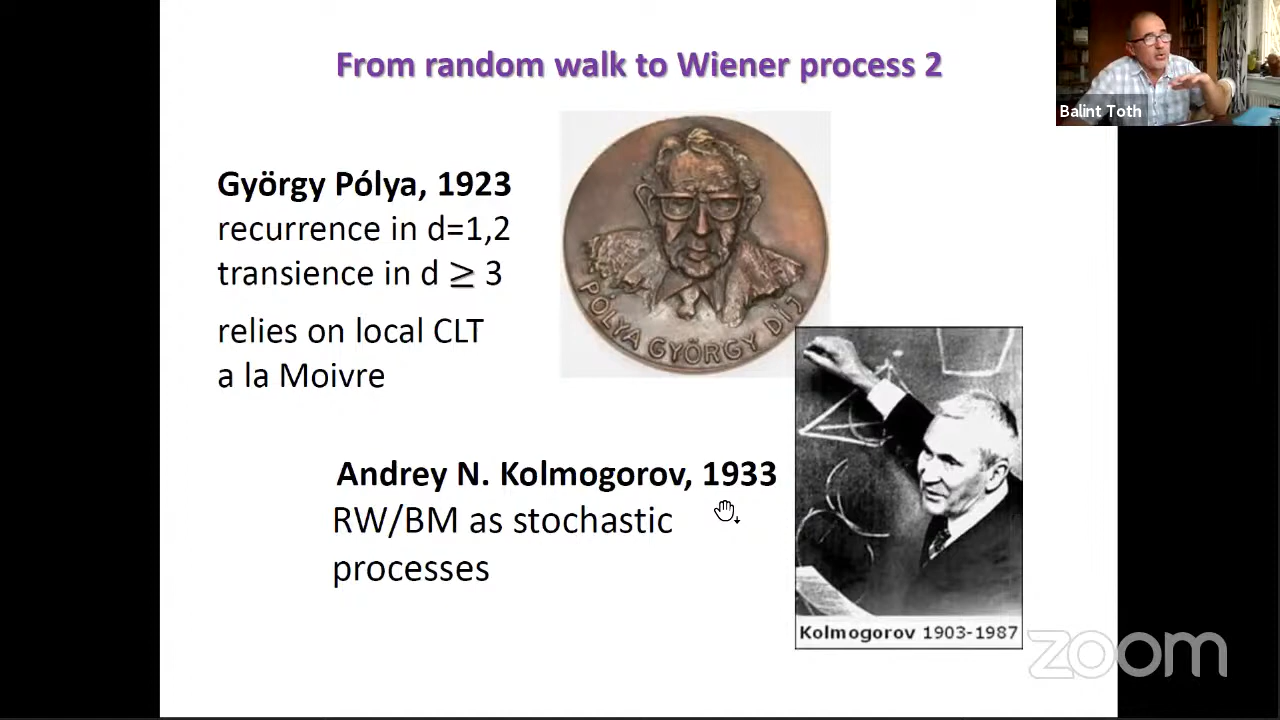 From random walk to Wiener process 2
Balint Toth
György Pólya, 1923
recurrence in d=1,2
transience in d ≥ 3
relies on local CLT
a la Moivre
PÓLYA GYÖRGY DÍJ
Andrey N. Kolmogorov, 1933
RW/BM as stochastic
processes
Kolmogorov 1903-1987
zoom